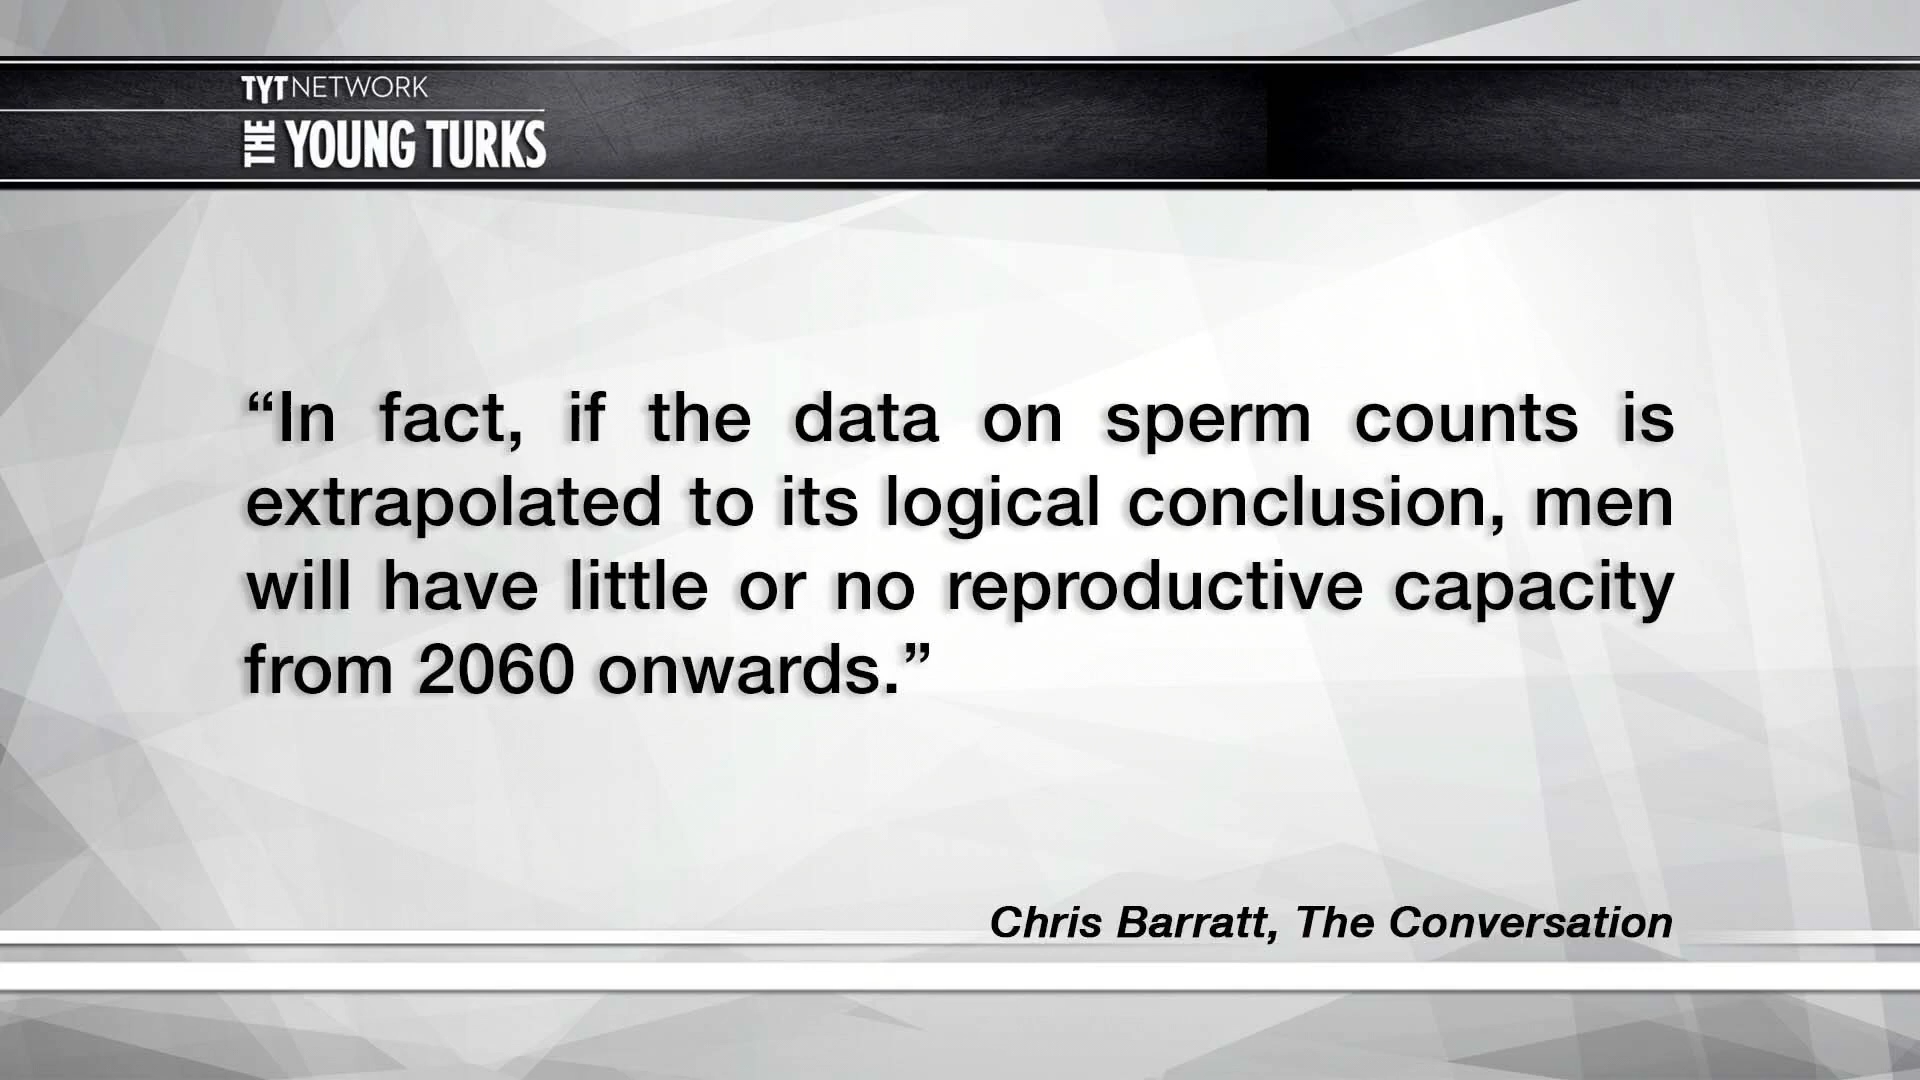 TYT NETWORK
THE YOUNG TURKS
“In fact, if the data on sperm counts is
extrapolated to its logical conclusion, men
will have little or no reproductive capacity
from 2060 onwards.”
Chris Barratt, The Conversation